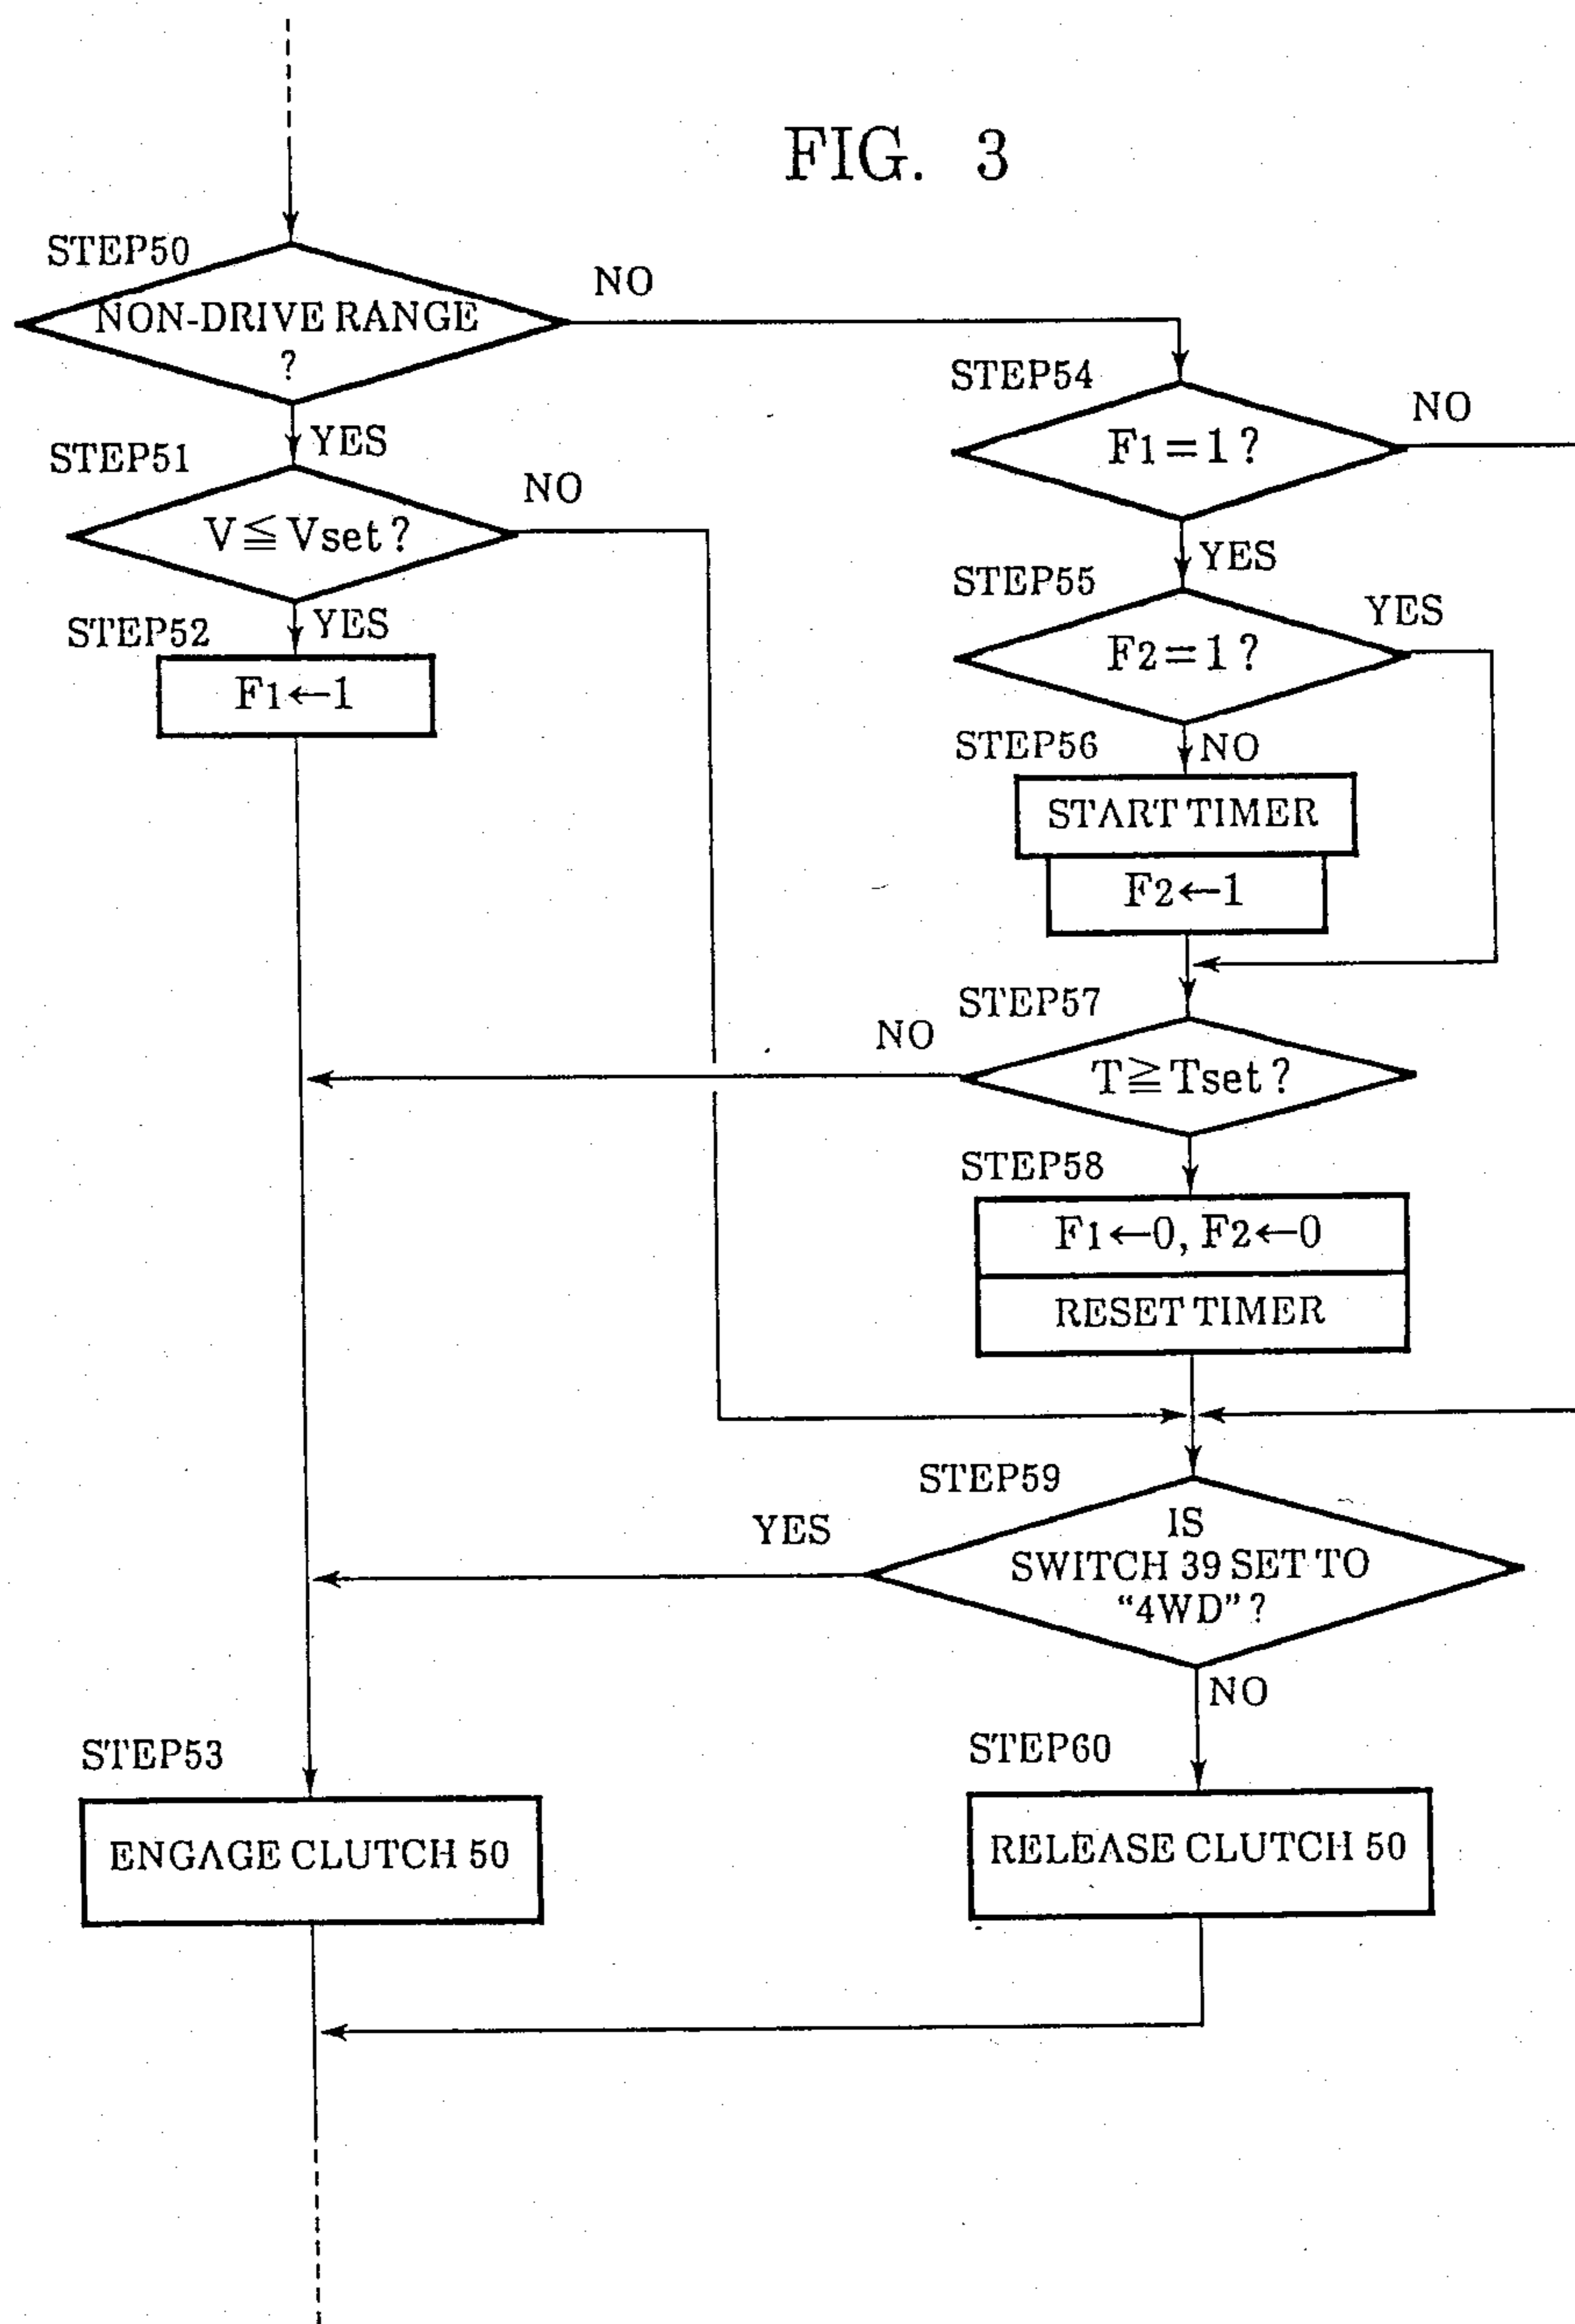 FIG. 3
STEP50
NON-DRIVE RANGE
?
NO
YES
STEP51
V≦Vset?
NO
YES
STEP52
F1←1
STEP54
F1=1?
NO
YES
STEP55
F2=1?
YES
NO
STEP56
START TIMER
F2←1
STEP57
NO
T≧Tset?
STEP58
F1←0, F2←0
RESET TIMER
STEP59
YES
IS
SWITCH 39 SET TO
“4WD”?
NO
STEP53
ENGAGE CLUTCH 50
STEP60
RELEASE CLUTCH 50